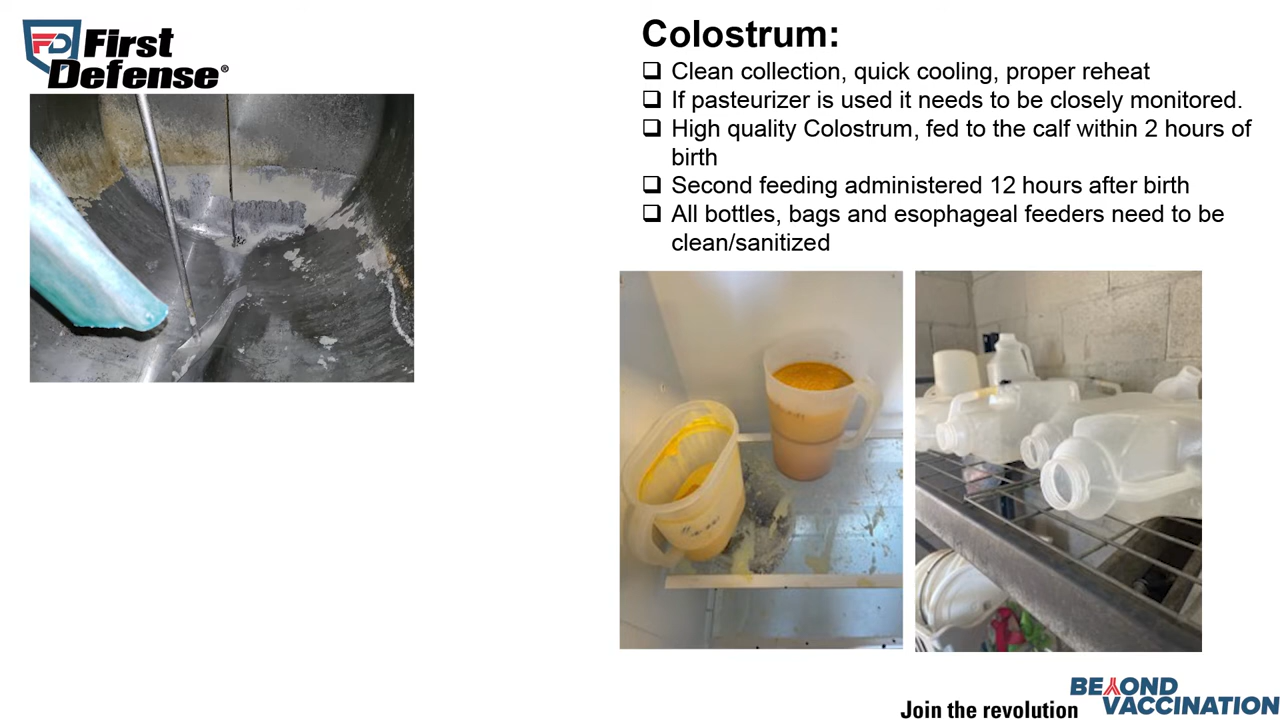 First
Defense®
Colostrum:
❑ Clean collection, quick cooling, proper reheat
❑ If pasteurizer is used it needs to be closely monitored.
❑ High quality Colostrum, fed to the calf within 2 hours of
birth
❑ Second feeding administered 12 hours after birth
❑ All bottles, bags and esophageal feeders need to be
clean/sanitized
Join the revolution
BEYOND
VACCINATION